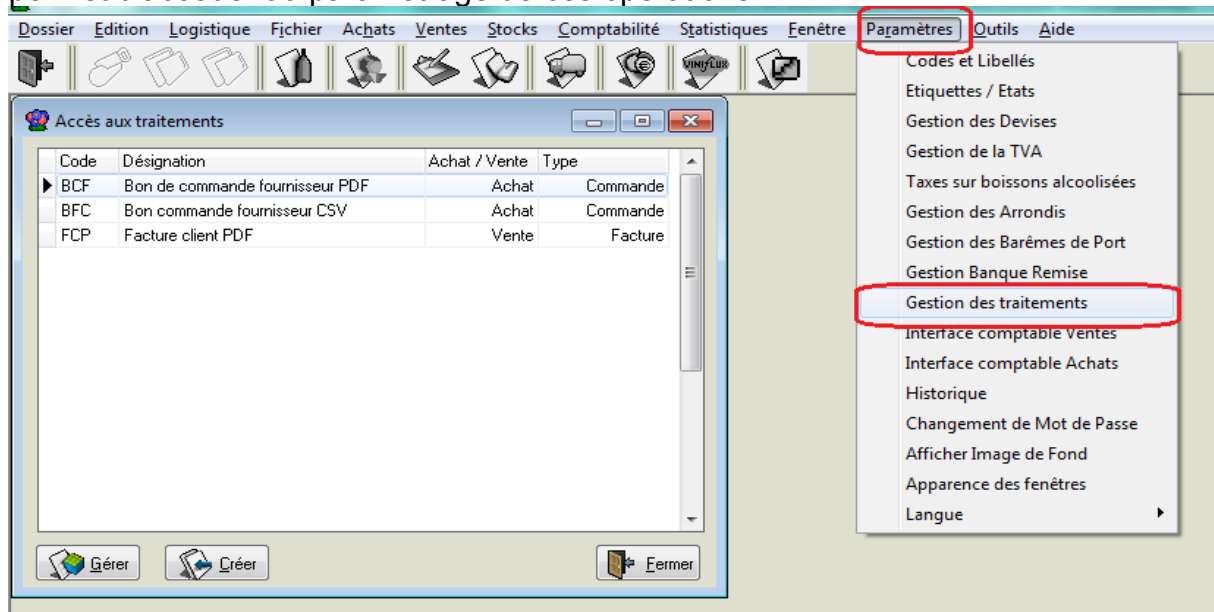 Dossier Edition Logistique Fichier Achats Ventes Stocks Comptabilité Statistiques Fenêtre Paramètres Outils Aide
VINIFLUX
Accès aux traitements
Code Désignation Achat / Vente Type
BCF Bon de commande fournisseur PDF Achat Commande
BFC Bon commande fournisseur CSV Achat Commande
FCP Facture client PDF Vente Facture
Gérer Créer Fermer
Codes et Libellés
Etiquettes / Etats
Gestion des Devises
Gestion de la TVA
Taxes sur boissons alcoolisées
Gestion des Arrondis
Gestion des Barêmes de Port
Gestion Banque Remise
Gestion des traitements
Interface comptable Ventes
Interface comptable Achats
Historique
Changement de Mot de Passe
Afficher Image de Fond
Apparence des fenêtres
Langue